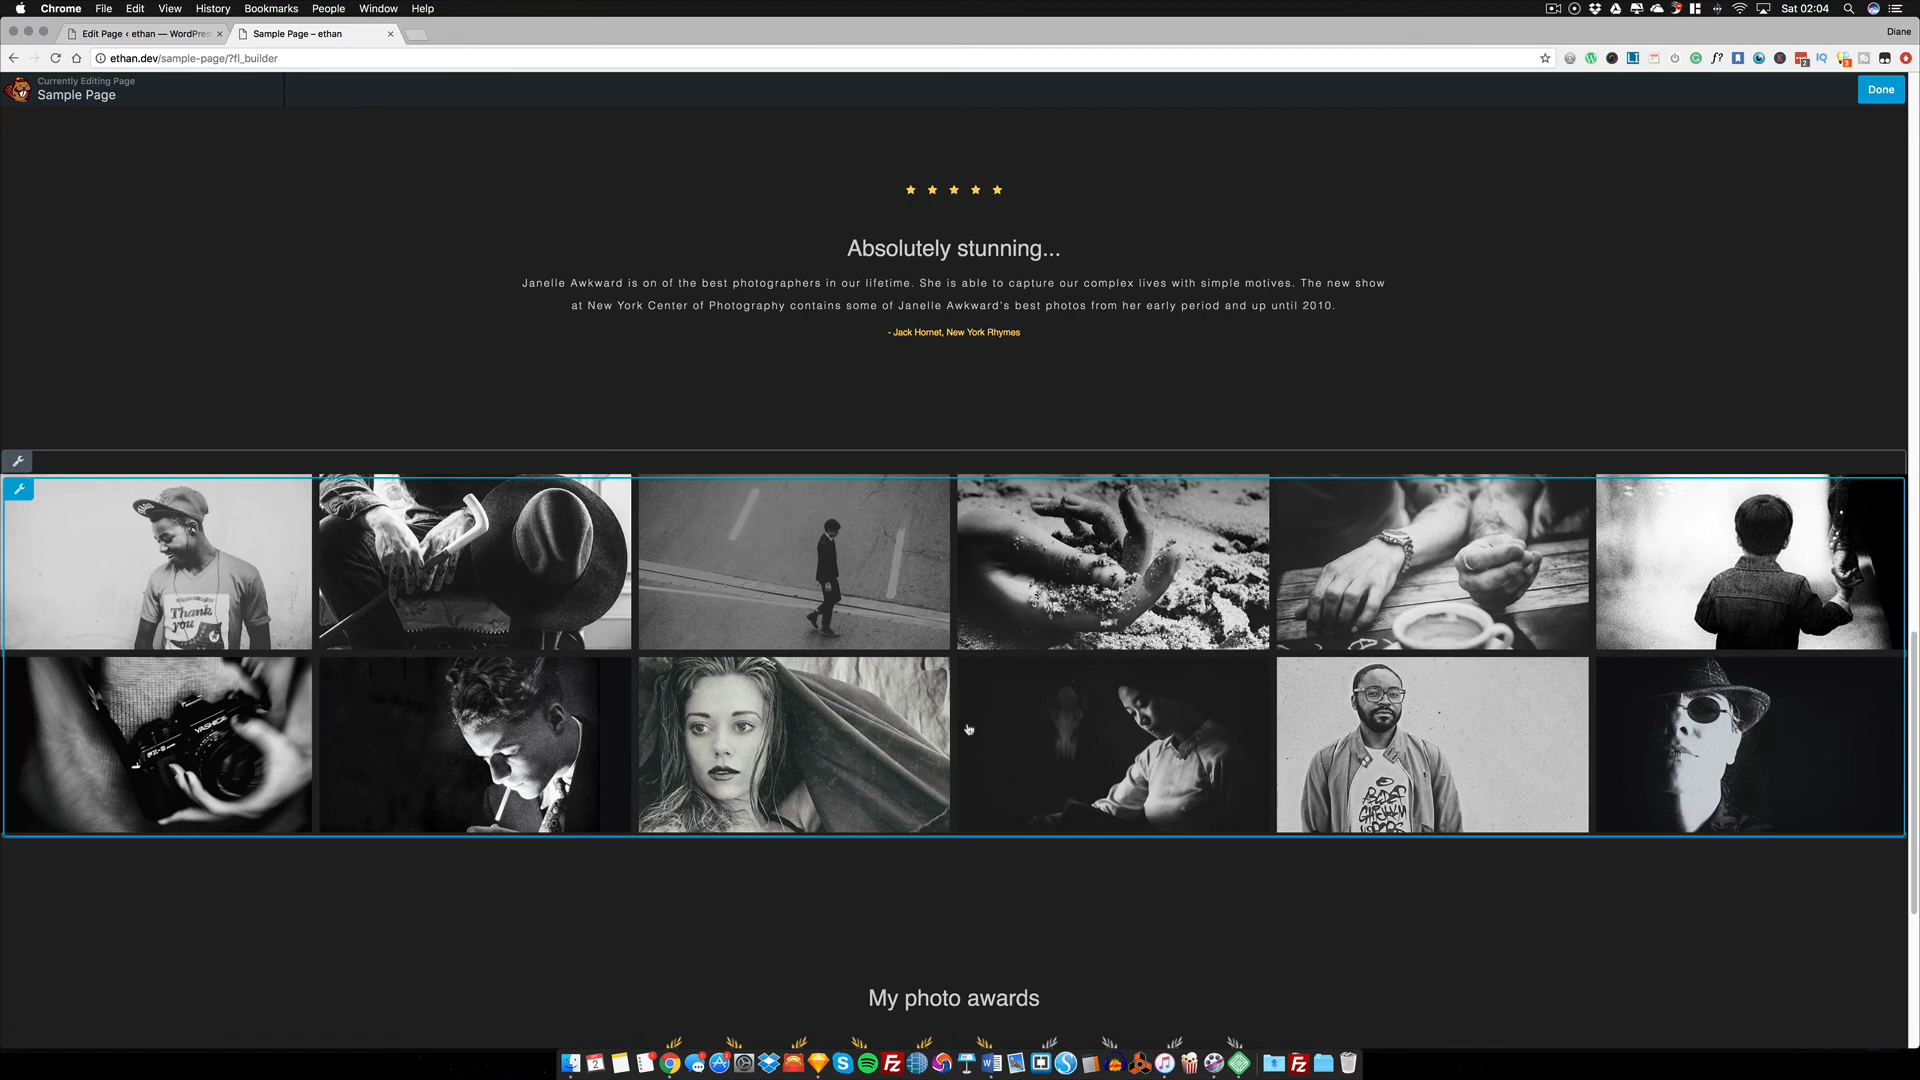 Chrome File Edit View History Bookmarks People Window Help
Sat 02:04
Edit Page ‹ ethan — WordPres
Sample Page – ethan
Diane
ethan.dev/sample-page/?fl_builder
Currently Editing Page
Sample Page
Done
Absolutely stunning...
Janelle Awkward is on of the best photographers in our lifetime. She is able to capture our complex lives with simple motives. The new show
at New York Center of Photography contains some of Janelle Awkward's best photos from her early period and up until 2010.
- Jack Hornet, New York Rhymes
Thank
you
YASHICA
My photo awards